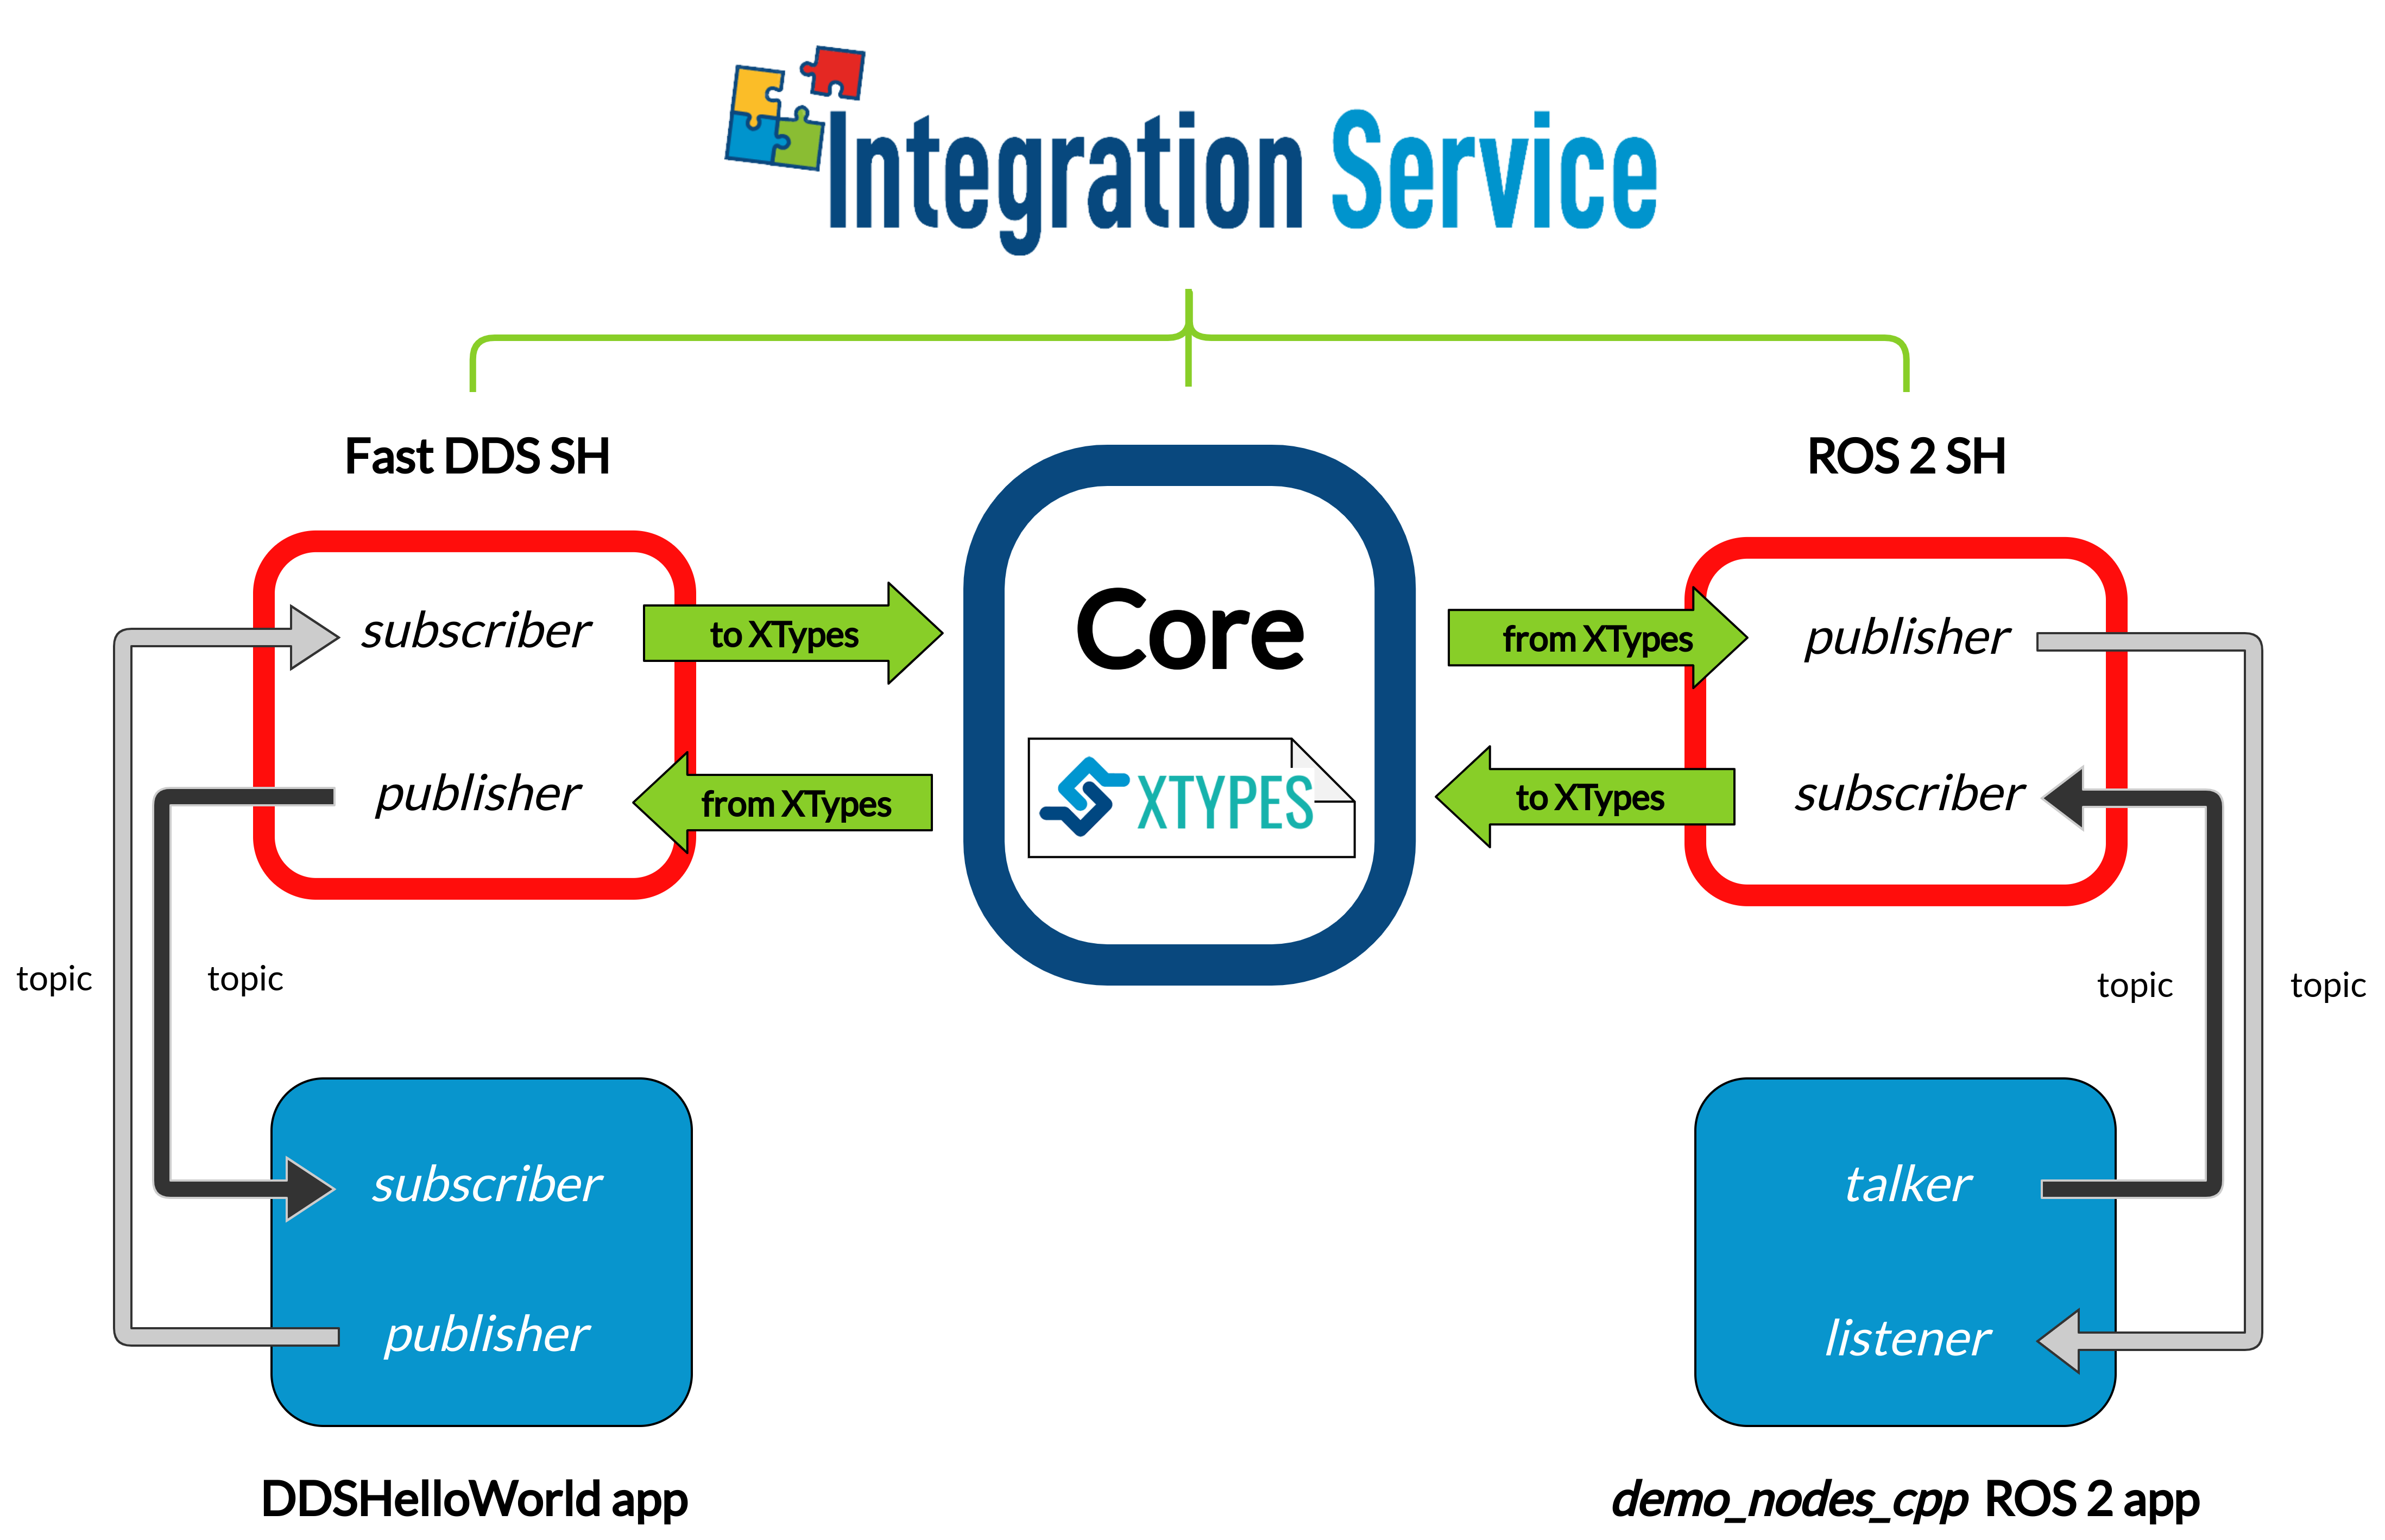 Integration Service
Fast DDS SH
ROS 2 SH
subscriber
to XTypes
Core
from XTypes
publisher
publisher
from XTypes
XTYPES
to XTypes
subscriber
topic
topic
topic
topic
subscriber
talker
publisher
listener
DDSHelloWorld app
demo_nodes_cpp ROS 2 app